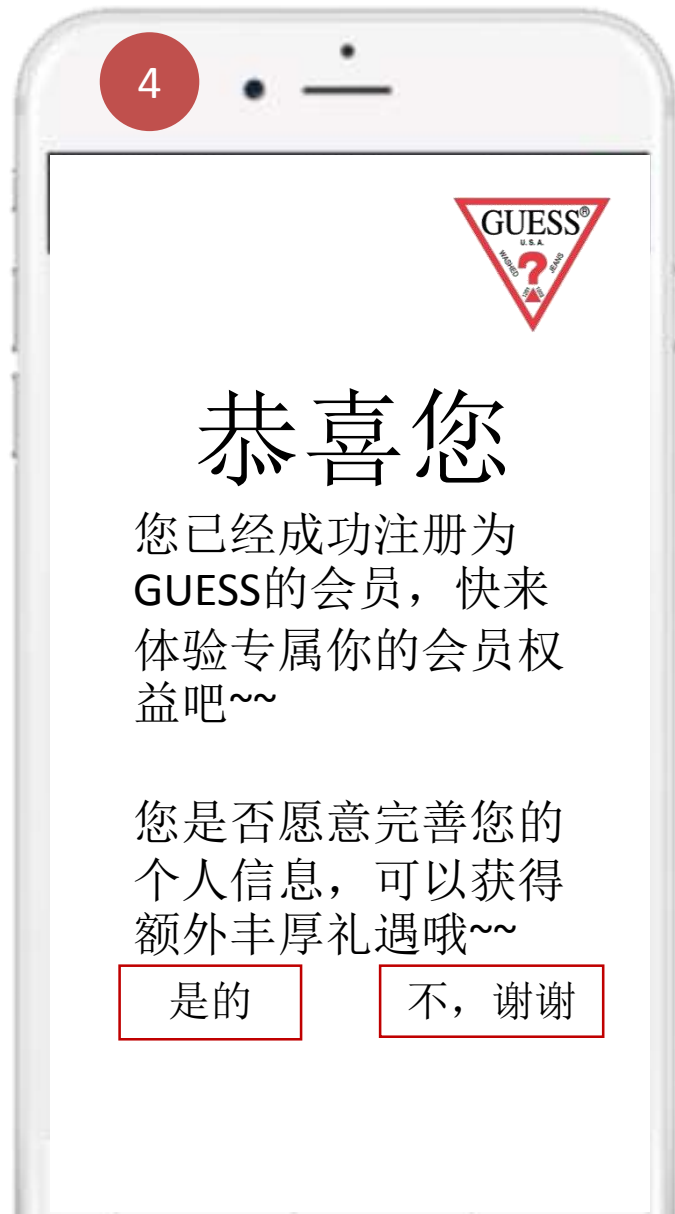 4
GUESS®
U.S.A.
WASHED
JEANS
?
恭喜您
您已经成功注册为
GUESS的会员，快来
体验专属你的会员权
益吧~~
您是否愿意完善您的
个人信息，可以获得
额外丰厚礼遇哦~~
是的
不，谢谢